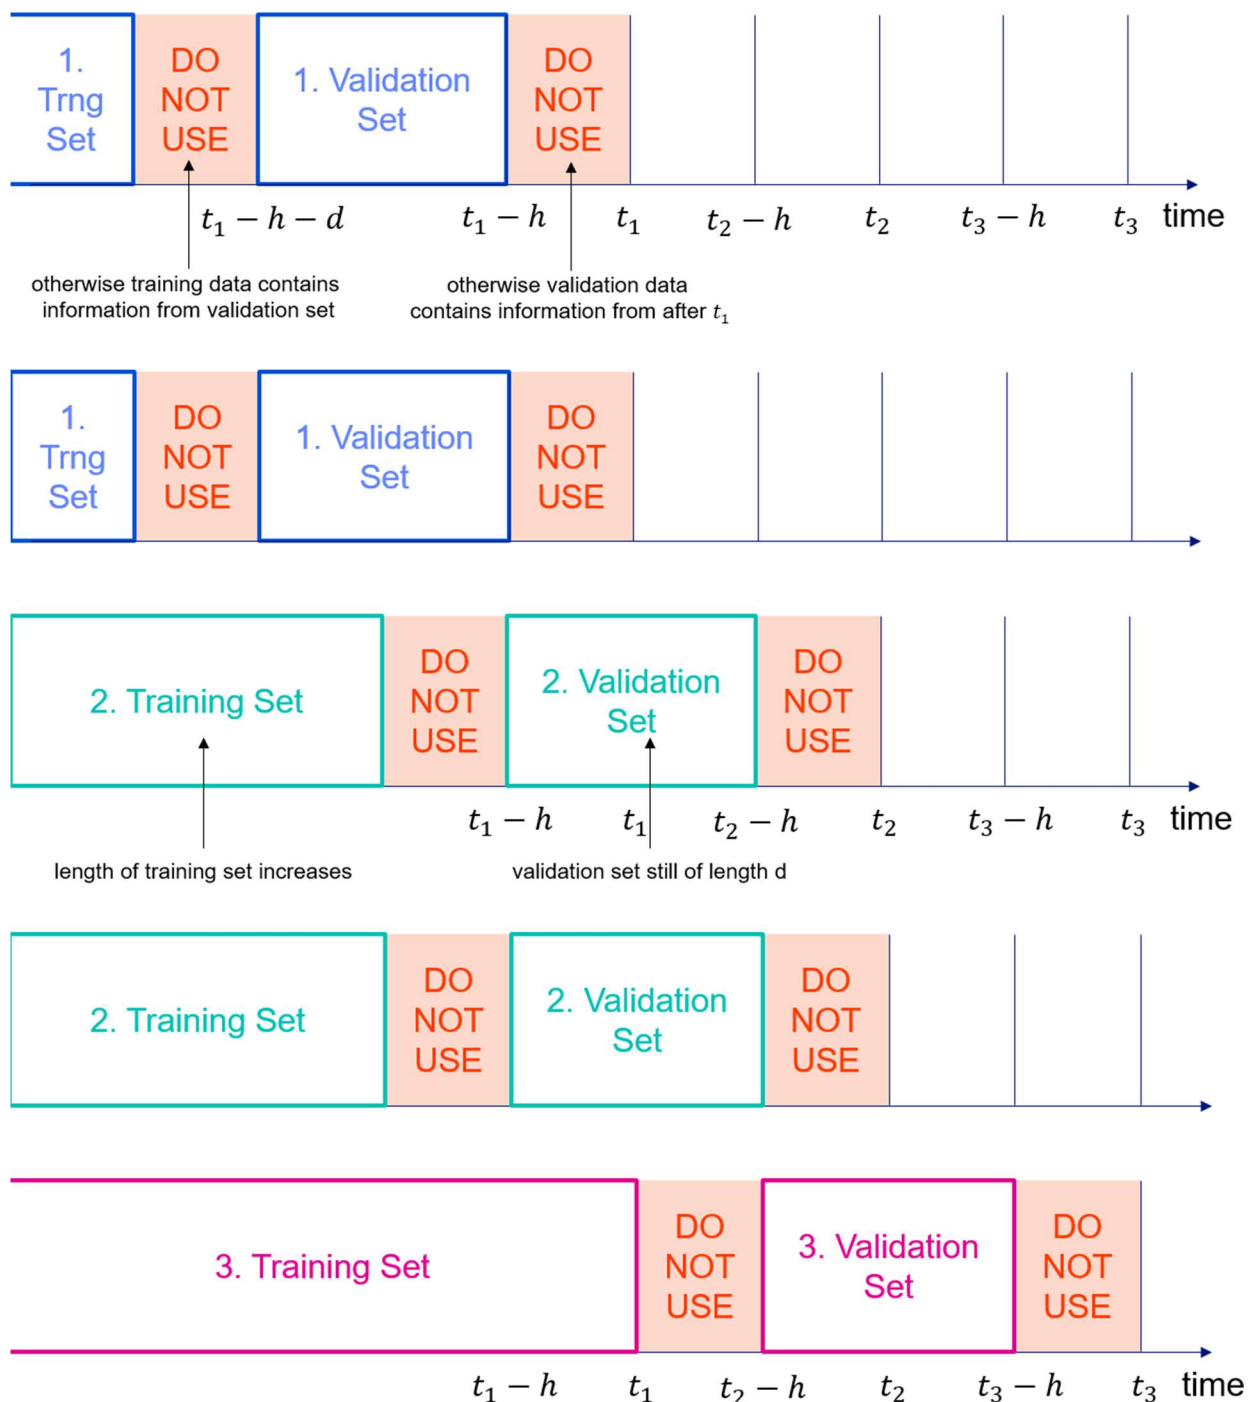 1.
Trng
Set
DO
NOT
USE
1. Validation
Set
DO
NOT
USE
t₁ − h − d
t₁ − h
t₁
t₂ − h
t₂
t₃ − h
t₃
time
otherwise training data contains
information from validation set
otherwise validation data
contains information from after t₁
1.
Trng
Set
DO
NOT
USE
1. Validation
Set
DO
NOT
USE
2. Training Set
DO
NOT
USE
2. Validation
Set
DO
NOT
USE
t₁ − h
t₁
t₂ − h
t₂
t₃ − h
t₃
time
length of training set increases
validation set still of length d
2. Training Set
DO
NOT
USE
2. Validation
Set
DO
NOT
USE
3. Training Set
DO
NOT
USE
3. Validation
Set
DO
NOT
USE
t₁ − h
t₁
t₂ − h
t₂
t₃ − h
t₃
time